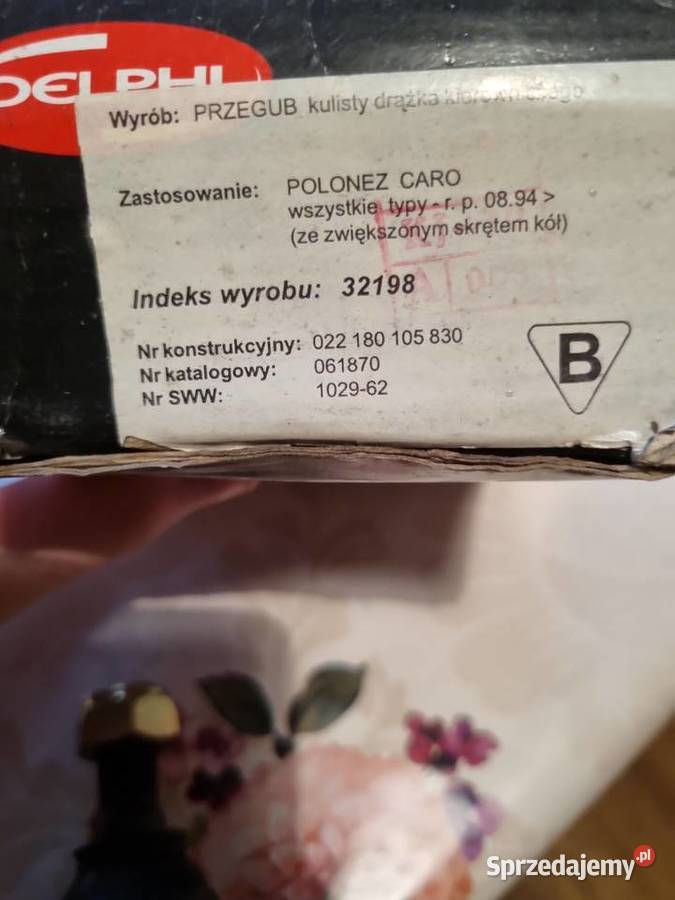 DELPHI
Wyrób: PRZEGUB kulisty drążka kierowniczego
Zastosowanie: POLONEZ CARO
wszystkie typy - r. p. 08.94 >
(ze zwiększonym skrętem kół)
Indeks wyrobu: 32198
Nr konstrukcyjny: 022 180 105 830
Nr katalogowy: 061870
Nr SWW: 1029-62
B
Sprzedajemy.pl